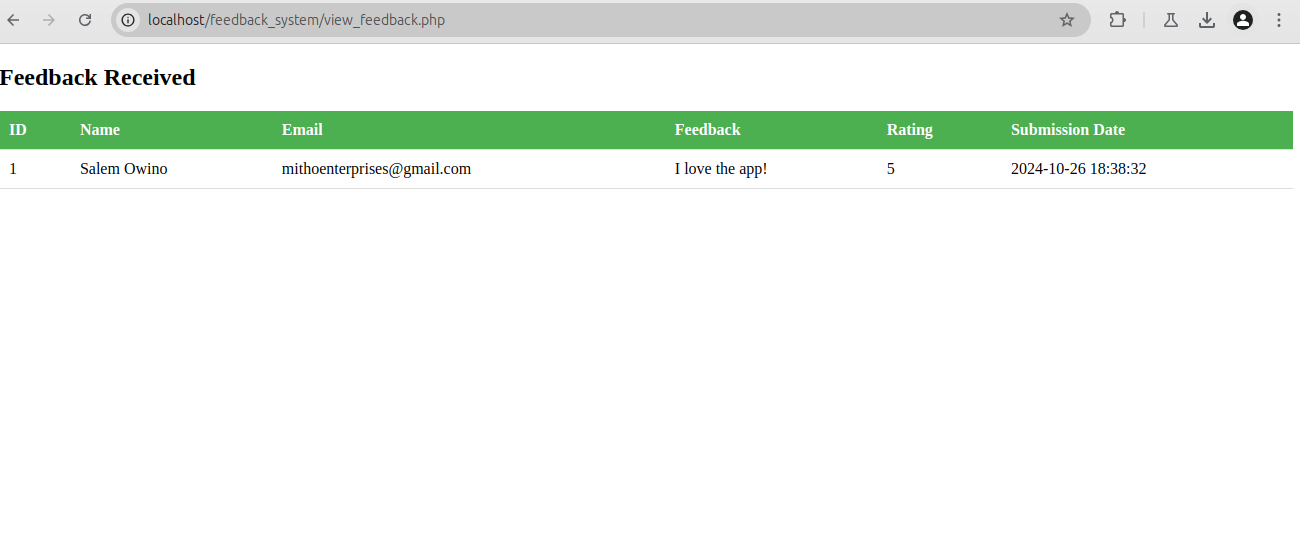 localhost/feedback_system/view_feedback.php
Feedback Received
ID Name Email Feedback Rating Submission Date
1 Salem Owino mithoenterprises@gmail.com I love the app! 5 2024-10-26 18:38:32